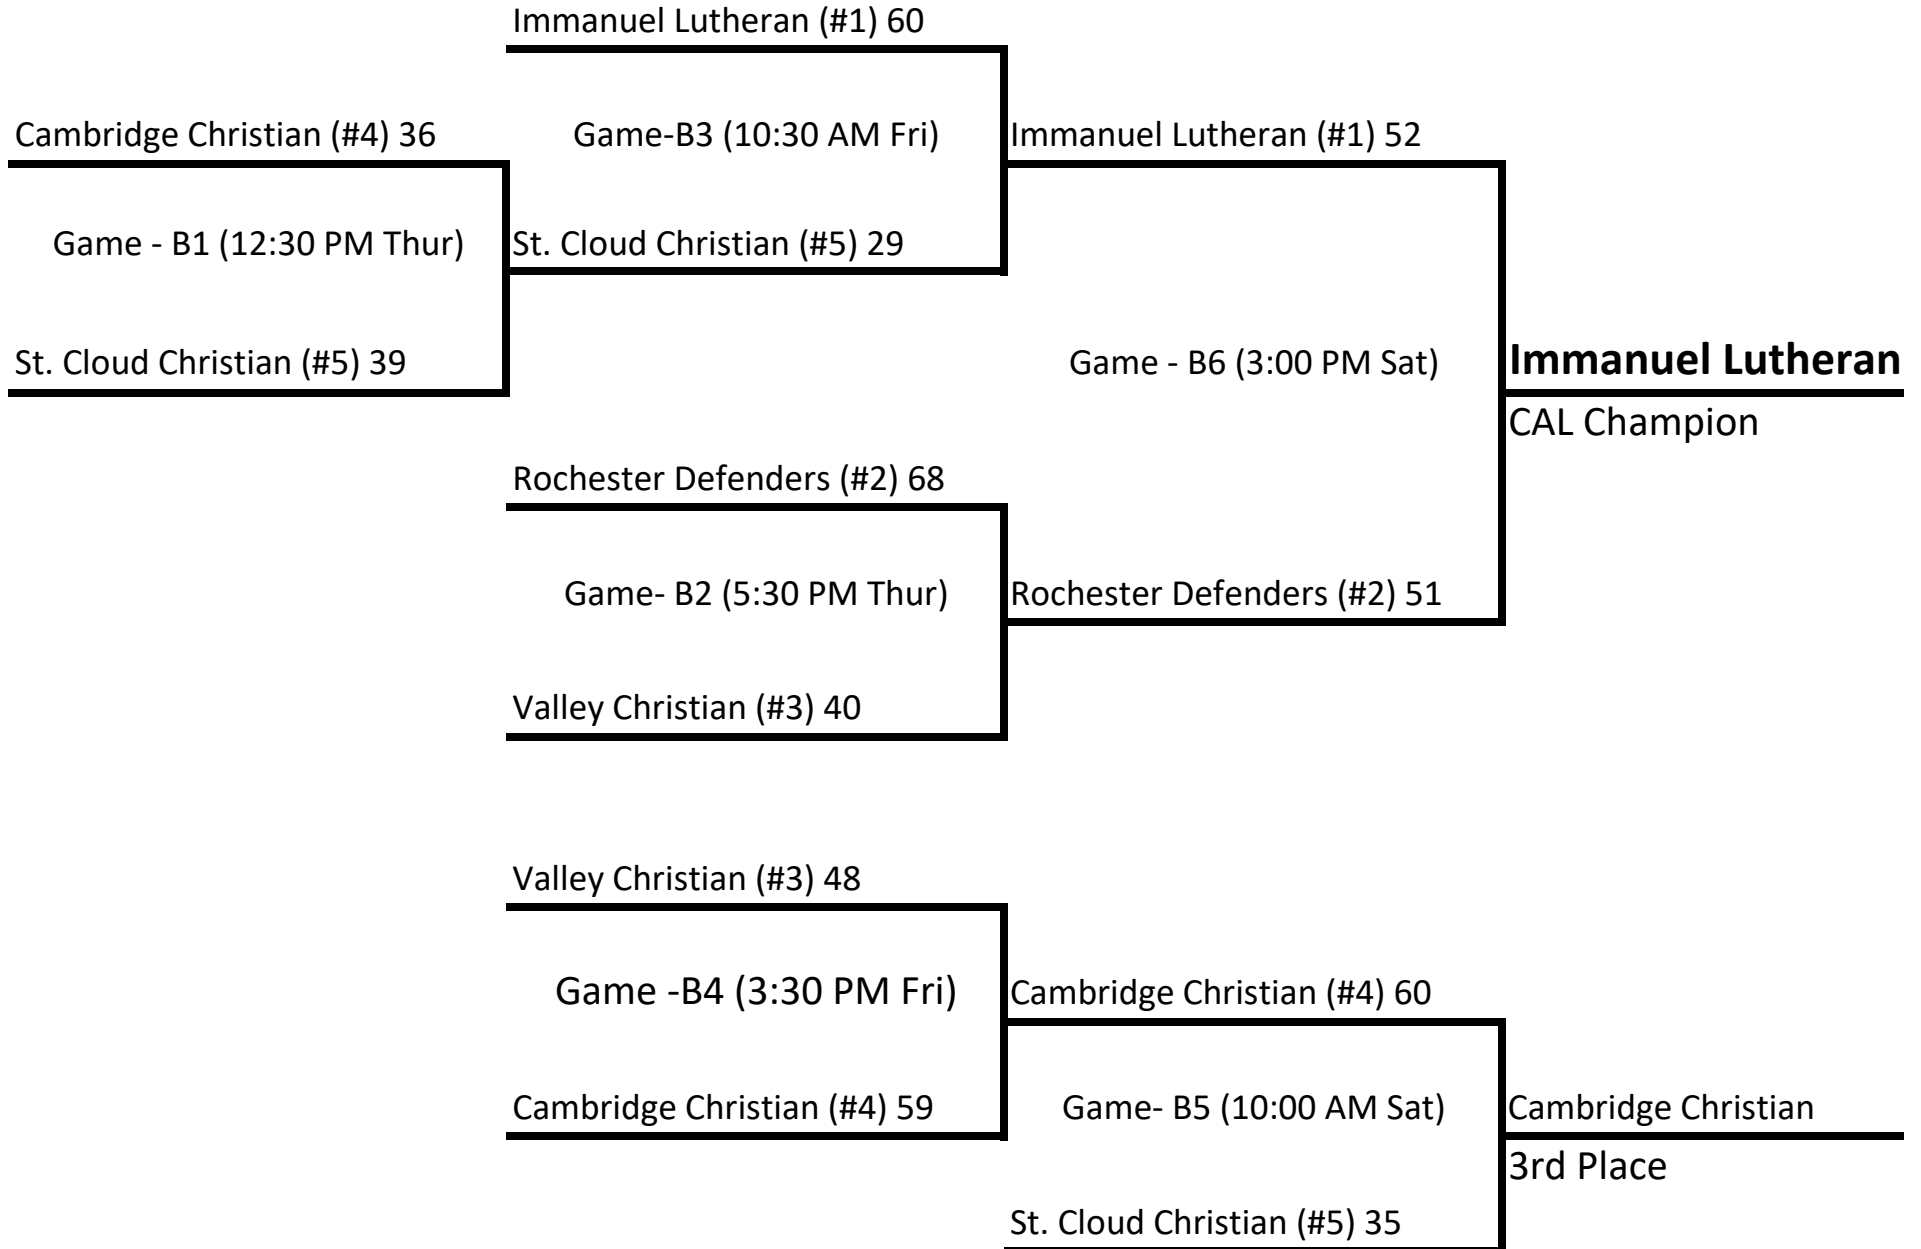 Immanuel Lutheran (#1) 60
Cambridge Christian (#4) 36
Game-B3 (10:30 AM Fri)
Immanuel Lutheran (#1) 52
Game - B1 (12:30 PM Thur)
St. Cloud Christian (#5) 29
St. Cloud Christian (#5) 39
Game - B6 (3:00 PM Sat)
Immanuel Lutheran
CAL Champion
Rochester Defenders (#2) 68
Game- B2 (5:30 PM Thur)
Rochester Defenders (#2) 51
Valley Christian (#3) 40
Valley Christian (#3) 48
Game -B4 (3:30 PM Fri)
Cambridge Christian (#4) 60
Cambridge Christian (#4) 59
Game- B5 (10:00 AM Sat)
Cambridge Christian
3rd Place
St. Cloud Christian (#5) 35